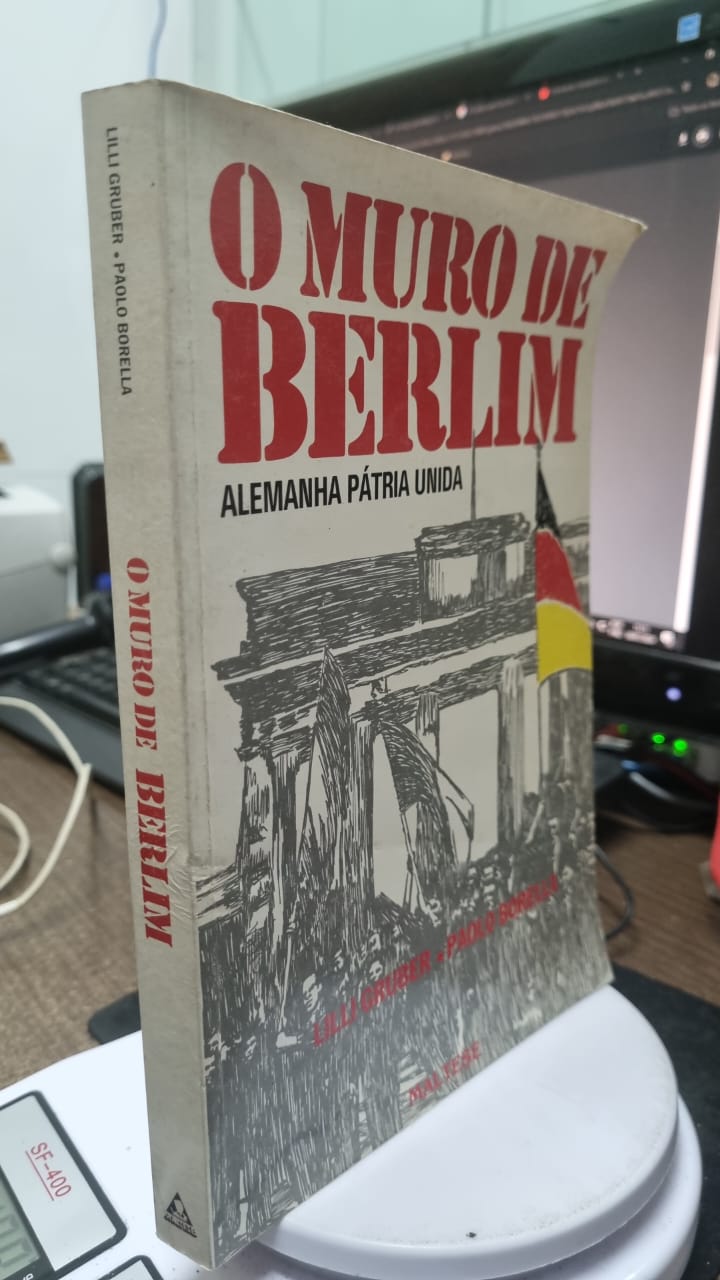 LILLI GRUBER • PAOLO BORELLA
O MURO DE BERLIM
O MURO DE
BERLIM
ALEMANHA PÁTRIA UNIDA
LILLI GRUBER • PAOLO BORELLA
MALTESE
SF-400